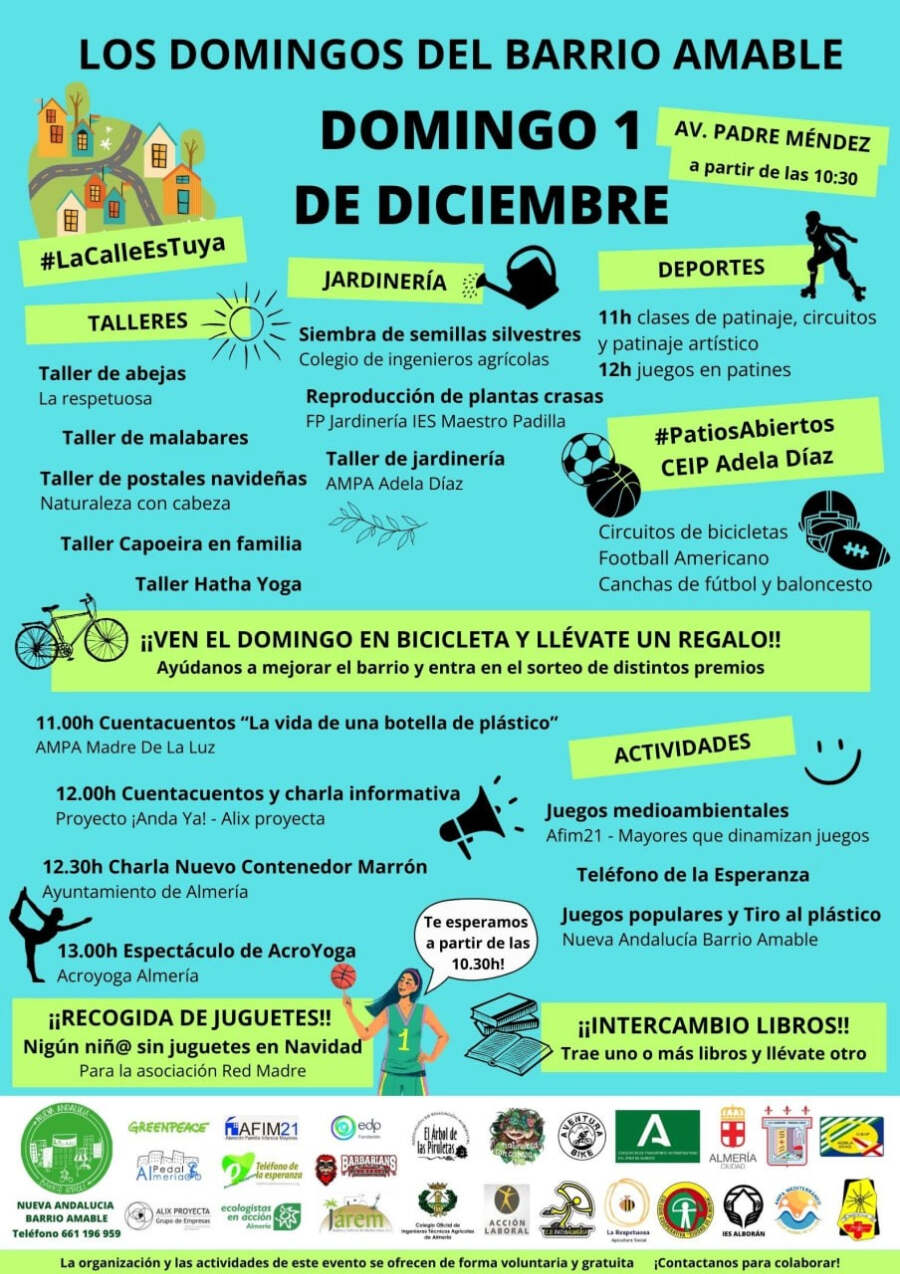 LOS DOMINGOS DEL BARRIO AMABLE
DOMINGO 1
DE DICIEMBRE
AV. PADRE MÉNDEZ
a partir de las 10:30
#LaCalleEsTuya
TALLERES
Taller de abejas
La respetuosa
Taller de malabares
Taller de postales navideñas
Naturaleza con cabeza
Taller Capoeira en familia
Taller Hatha Yoga
JARDINERÍA
Siembra de semillas silvestres
Colegio de ingenieros agrícolas
Reproducción de plantas crasas
FP Jardinería IES Maestro Padilla
Taller de jardinería
AMPA Adela Díaz
DEPORTES
11h clases de patinaje, circuitos
y patinaje artístico
12h juegos en patines
#PatiosAbiertos
CEIP Adela Díaz
Circuitos de bicicletas
Football Americano
Canchas de fútbol y baloncesto
¡¡VEN EL DOMINGO EN BICICLETA Y LLÉVATE UN REGALO!!
Ayúdanos a mejorar el barrio y entra en el sorteo de distintos premios
11.00h Cuentacuentos “La vida de una botella de plástico”
AMPA Madre De La Luz
12.00h Cuentacuentos y charla informativa
Proyecto ¡Anda Ya! - Alix proyecta
12.30h Charla Nuevo Contenedor Marrón
Ayuntamiento de Almería
13.00h Espectáculo de AcroYoga
Acroyoga Almería
ACTIVIDADES
Juegos medioambientales
Afim21 - Mayores que dinamizan juegos
Teléfono de la Esperanza
Juegos populares y Tiro al plástico
Nueva Andalucía Barrio Amable
Te esperamos
a partir de las
10.30h!
1
¡¡RECOGIDA DE JUGUETES!!
Nigún niñ@ sin juguetes en Navidad
Para la asociación Red Madre
¡¡INTERCAMBIO LIBROS!!
Trae uno o más libros y llévate otro
NUEVA ANDALUCIA
BARRIO AMABLE
NUEVA ANDALUCIA
BARRIO AMABLE
Teléfono 661 196 959
GREENPEACE
AFIM21
edp
Fundación
El Árbol de
las Piruletas
AVENTURA
BIKE
A
ALMERÍA
CIUDAD
Pedal
Almería
Teléfono de
la esperanza
BARBARIANS
ALIX PROYECTA
Grupo de Empresas
ecologistas
en acción
Almería
arem
Colegio Oficial de
Ingenieros Técnicos Agrícolas
de Almería
ACCIÓN
LABORAL
La Respetuosa
Apicultura Social
IES ALBORÁN
La organización y las actividades de este evento se ofrecen de forma voluntaria y gratuita ¡Contactanos para colaborar!